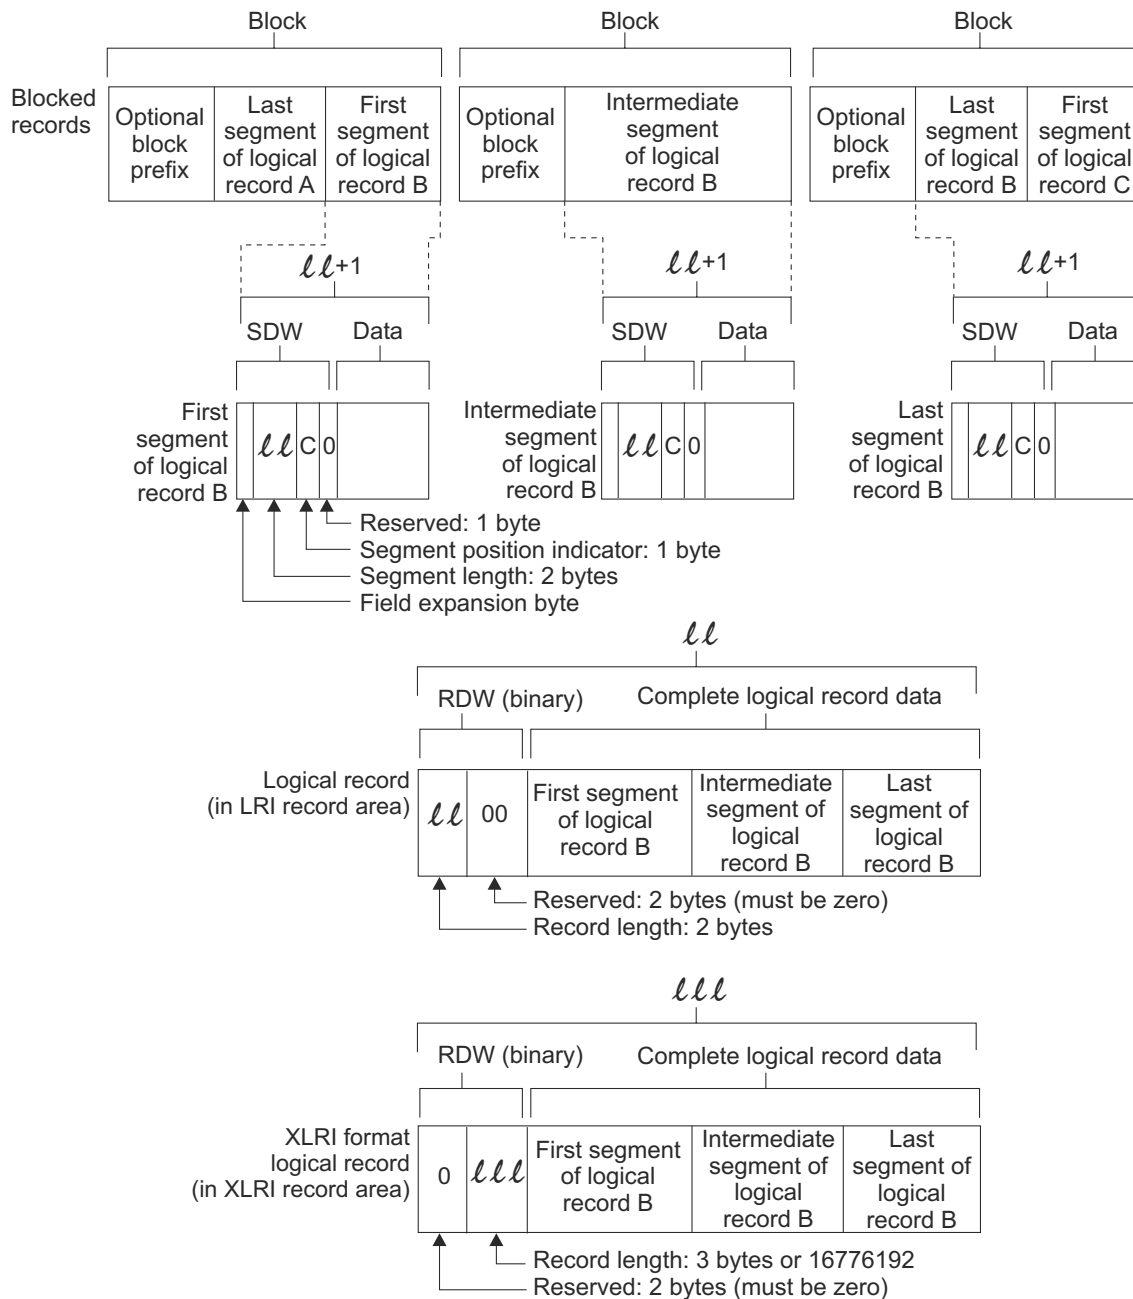 Block
Block
Block
Blocked
records
Optional
block
prefix
Last
segment
of logical
record A
First
segment
of logical
record B
Optional
block
prefix
Intermediate
segment
of logical
record B
Optional
block
prefix
Last
segment
of logical
record B
First
segment
of logical
record C
ℓℓ+1
ℓℓ+1
ℓℓ+1
SDW
Data
SDW
Data
SDW
Data
First
segment
of logical
record B
ℓℓ C 0
Intermediate
segment
of logical
record B
ℓℓ C 0
Last
segment
of logical
record B
ℓℓ C 0
Reserved: 1 byte
Segment position indicator: 1 byte
Segment length: 2 bytes
Field expansion byte
ℓℓ
RDW (binary)
Complete logical record data
Logical record
(in LRI record area)
ℓℓ
00
First segment
of logical
record B
Intermediate
segment of
logical
record B
Last
segment of
logical
record B
Reserved: 2 bytes (must be zero)
Record length: 2 bytes
ℓℓℓ
RDW (binary)
Complete logical record data
XLRI format
logical record
(in XLRI record area)
0
ℓℓℓ
First segment
of logical
record B
Intermediate
segment of
logical
record B
Last
segment of
logical
record B
Record length: 3 bytes or 16776192
Reserved: 2 bytes (must be zero)